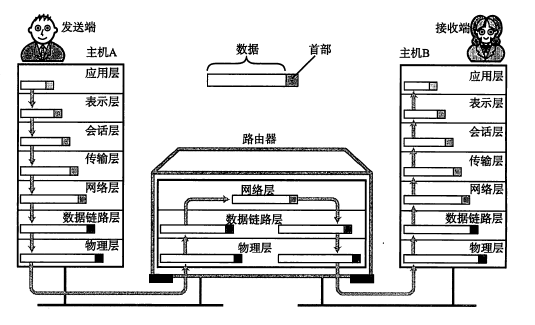 发送端
主机A
应用层
表示层
会话层
传输层
网络层
数据链路层
物理层
数据
首部
路由器
网络层
数据链路层
物理层
接收端
主机B
应用层
表示层
会话层
传输层
网络层
数据链路层
物理层